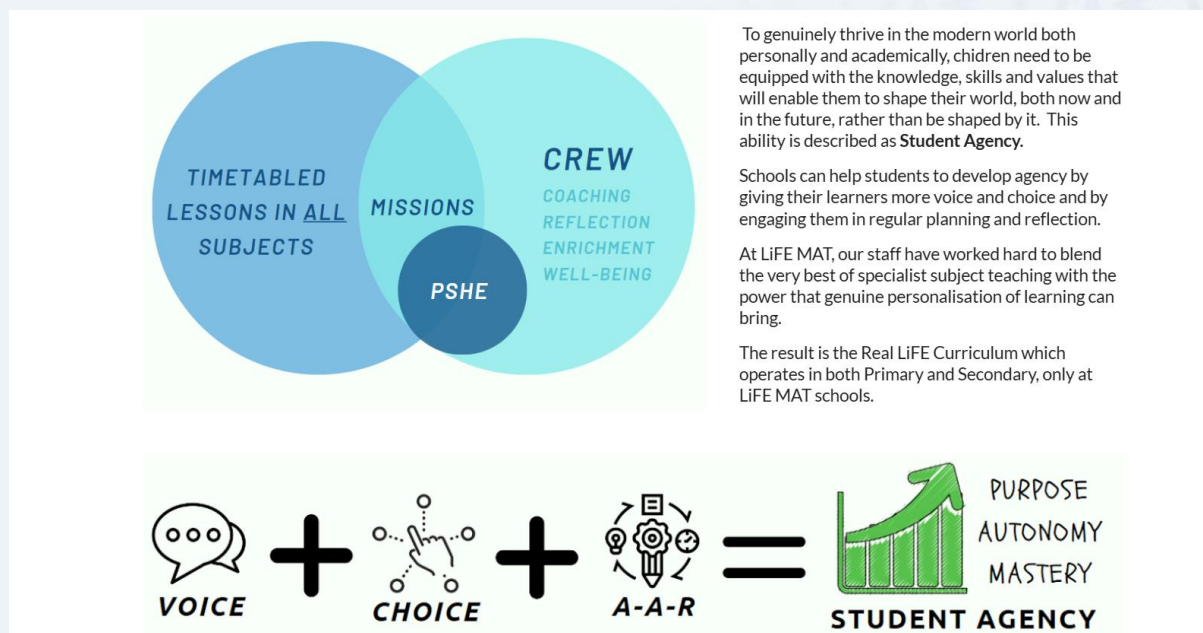 TIMETABLED
LESSONS IN ALL
SUBJECTS
MISSIONS
PSHE
CREW
COACHING
REFLECTION
ENRICHMENT
WELL-BEING
To genuinely thrive in the modern world both
personally and academically, chidren need to be
equipped with the knowledge, skills and values that
will enable them to shape their world, both now and
in the future, rather than be shaped by it. This
ability is described as Student Agency.
Schools can help students to develop agency by
giving their learners more voice and choice and by
engaging them in regular planning and reflection.
At LiFE MAT, our staff have worked hard to blend
the very best of specialist subject teaching with the
power that genuine personalisation of learning can
bring.
The result is the Real LiFE Curriculum which
operates in both Primary and Secondary, only at
LiFE MAT schools.
VOICE
+
CHOICE
+
A-A-R
=
PURPOSE
AUTONOMY
MASTERY
STUDENT AGENCY